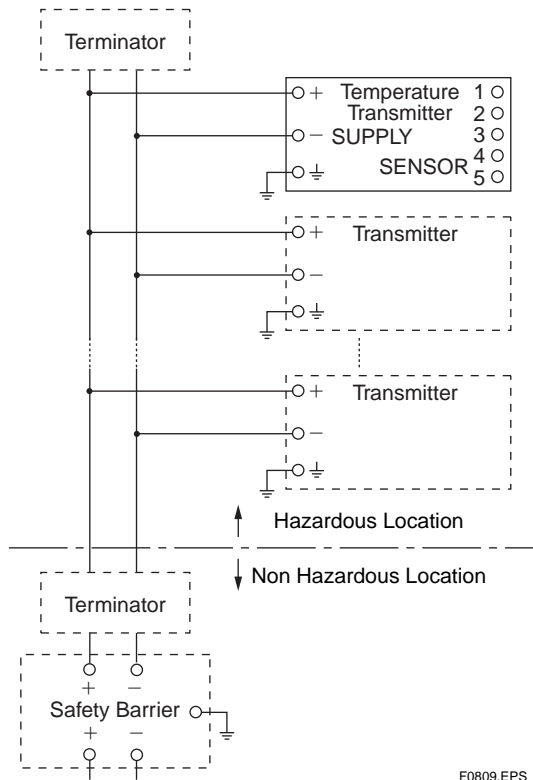 Terminator
+ Temperature 1
Transmitter 2
− SUPPLY 3
SENSOR 4
5
+ Transmitter
−
+ Transmitter
−
Hazardous Location
Non Hazardous Location
Terminator
+ −
Safety Barrier
+ −
F0809.EPS